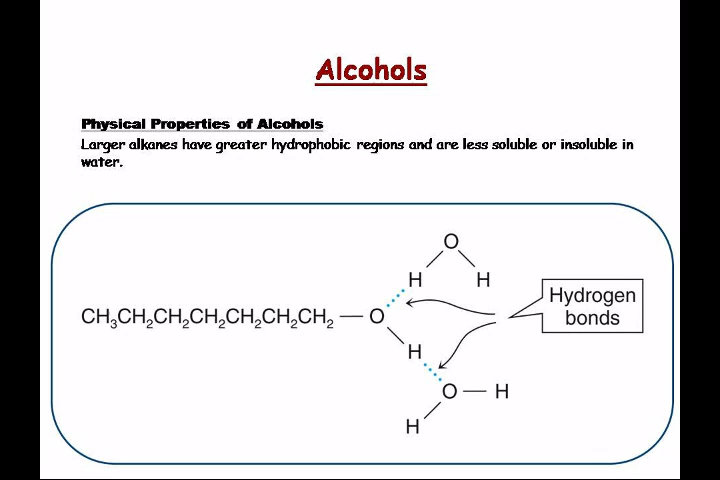 Alcohols
Physical Properties of Alcohols
Larger alkanes have greater hydrophobic regions and are less soluble or insoluble in
water.
O
H H
CH₃CH₂CH₂CH₂CH₂CH₂CH₂ — O
Hydrogen
bonds
H
O — H
H